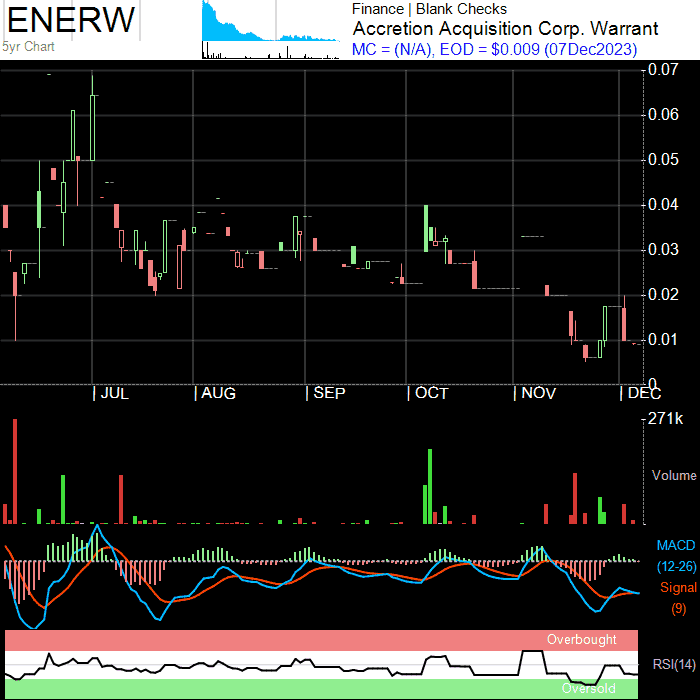 ENERW
5yr Chart
Finance | Blank Checks
Accretion Acquisition Corp. Warrant
MC = (N/A), EOD = $0.009 (07Dec2023)
0.07
0.06
0.05
0.04
0.03
0.02
0.01
0
| JUL | AUG | SEP | OCT | NOV | DEC
271k
Volume
MACD
(12-26)
Signal
(9)
Overbought
RSI(14)
Oversold